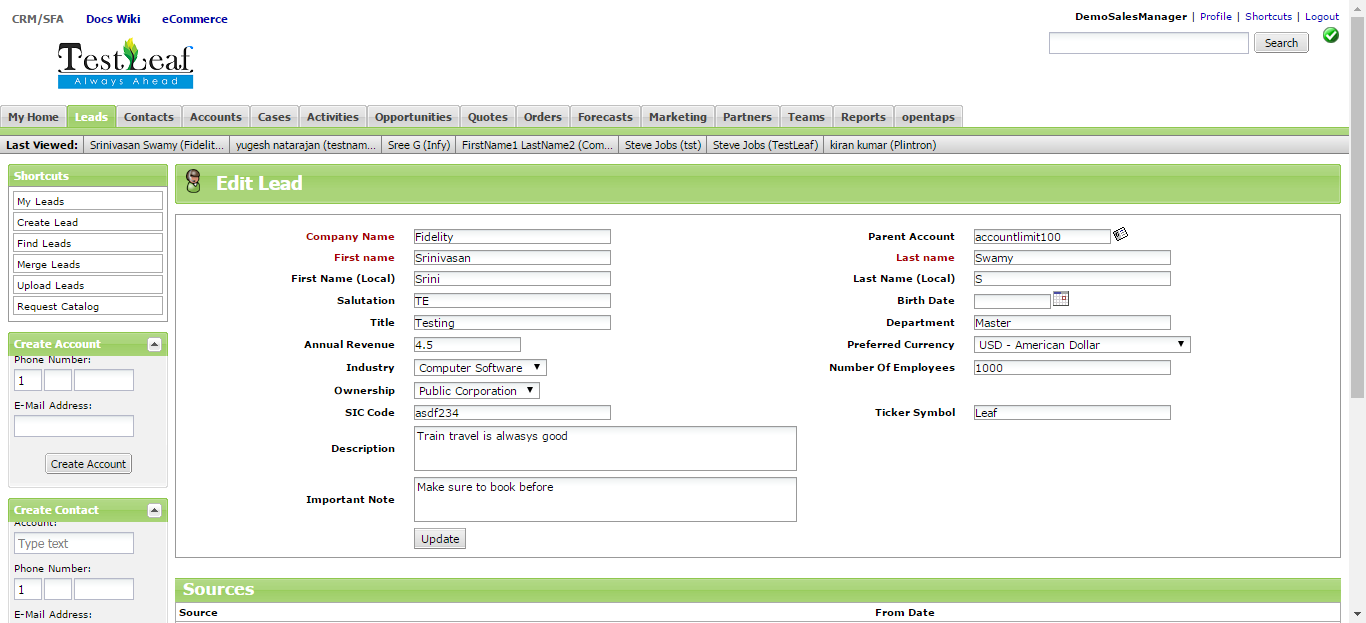 CRM/SFA Docs Wiki eCommerce
DemoSalesManager | Profile | Shortcuts | Logout
Search
TestLeaf
Always Ahead
My Home Leads Contacts Accounts Cases Activities Opportunities Quotes Orders Forecasts Marketing Partners Teams Reports opentaps
Last Viewed: Srinivasan Swamy (Fidelit... yugesh natarajan (testnam... Sree G (Infy) FirstName1 LastName2 (Com... Steve Jobs (tst) Steve Jobs (TestLeaf) kiran kumar (Plintron)
Shortcuts
My Leads
Create Lead
Find Leads
Merge Leads
Upload Leads
Request Catalog
Create Account
Phone Number:
1
E-Mail Address:
Create Account
Create Contact
Account:
Type text
Phone Number:
1
E-Mail Address:
Edit Lead
Company Name Fidelity Parent Account accountlimit100
First name Srinivasan Last name Swamy
First Name (Local) Srini Last Name (Local) S
Salutation TE Birth Date
Title Testing Department Master
Annual Revenue 4.5 Preferred Currency USD - American Dollar
Industry Computer Software Number Of Employees 1000
Ownership Public Corporation
SIC Code asdf234 Ticker Symbol Leaf
Description Train travel is alwasys good
Important Note Make sure to book before
Update
Sources
Source From Date